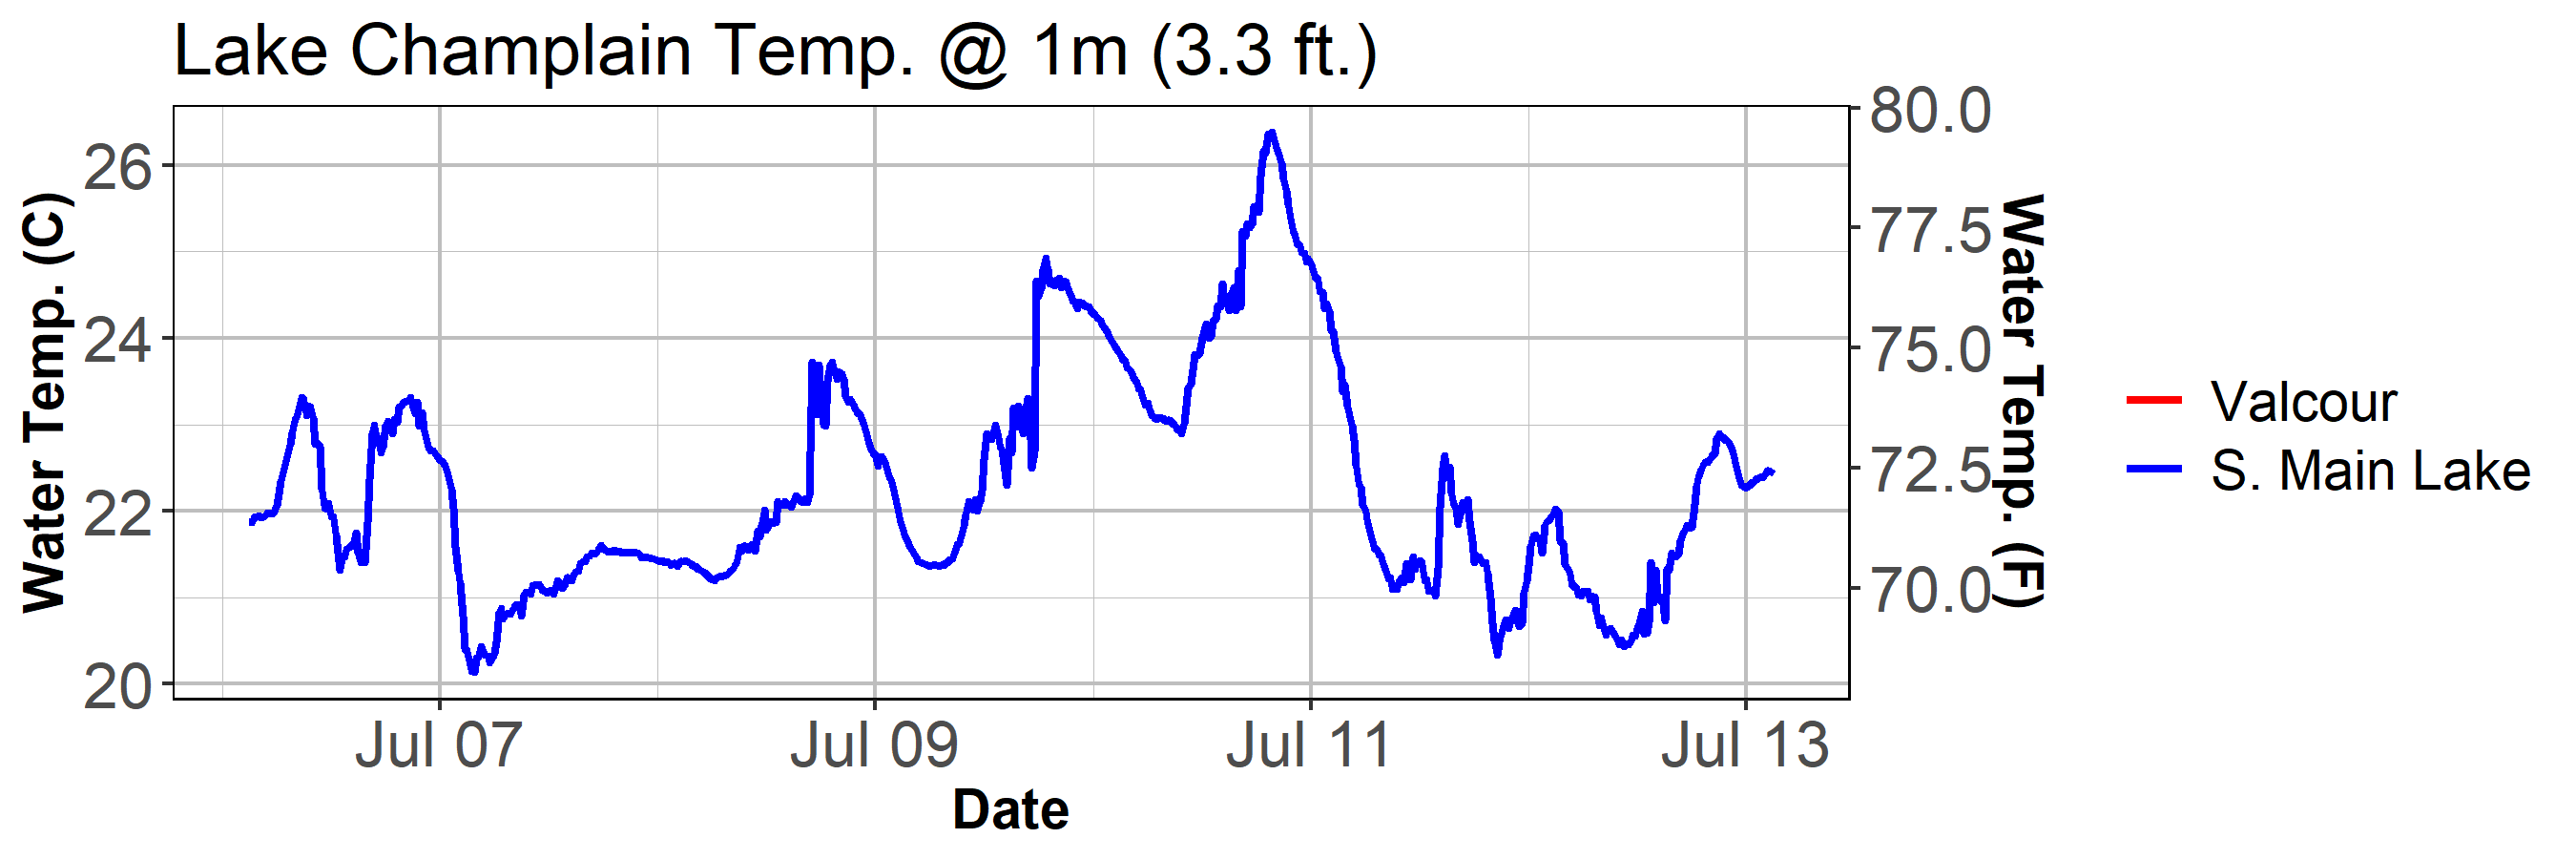 Lake Champlain Temp. @ 1m (3.3 ft.)
Water Temp. (C)
26
24
22
20
80.0
77.5
75.0
72.5
70.0
Water Temp. (F)
Jul 07
Jul 09
Jul 11
Jul 13
Date
Valcour
S. Main Lake